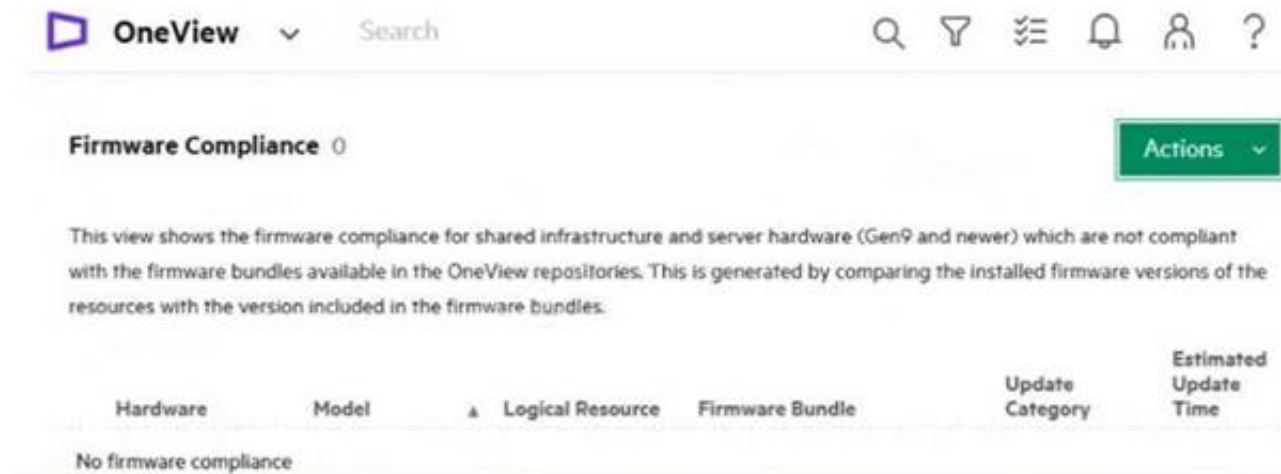 OneView Search ?
Firmware Compliance 0 Actions
This view shows the firmware compliance for shared infrastructure and server hardware (Gen9 and newer) which are not compliant
with the firmware bundles available in the OneView repositories. This is generated by comparing the installed firmware versions of the
resources with the version included in the firmware bundles.
Estimated
Update Update
Hardware Model Logical Resource Firmware Bundle Category Time
No firmware compliance